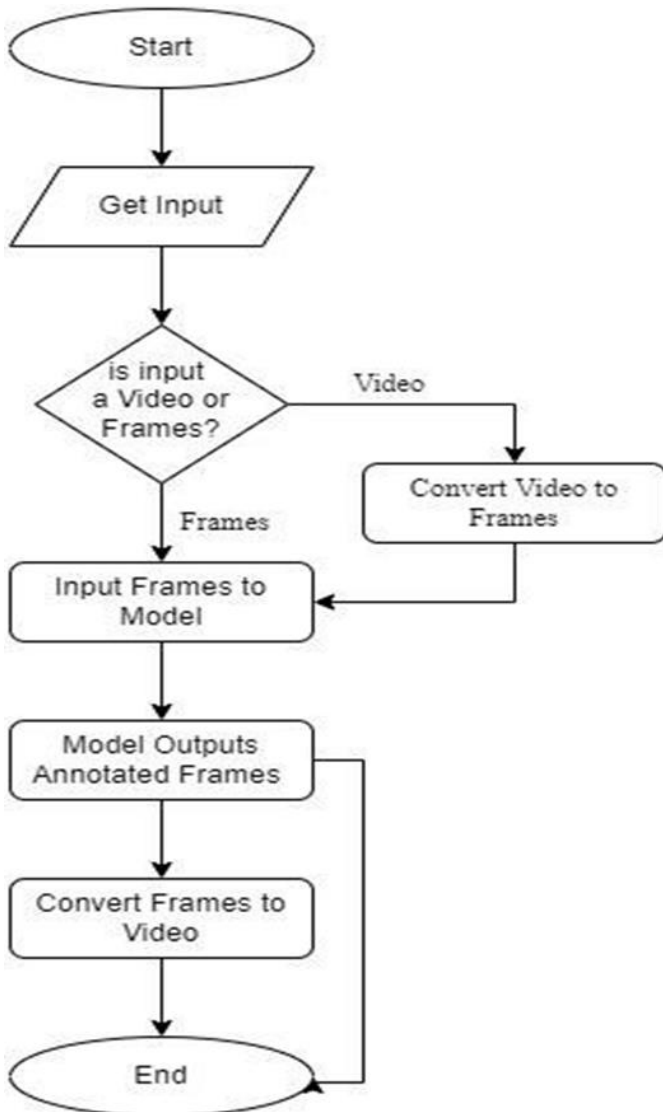 Start
Get Input
is input
a Video or
Frames?
Video
Convert Video to
Frames
Frames
Input Frames to
Model
Model Outputs
Annotated Frames
Convert Frames to
Video
End